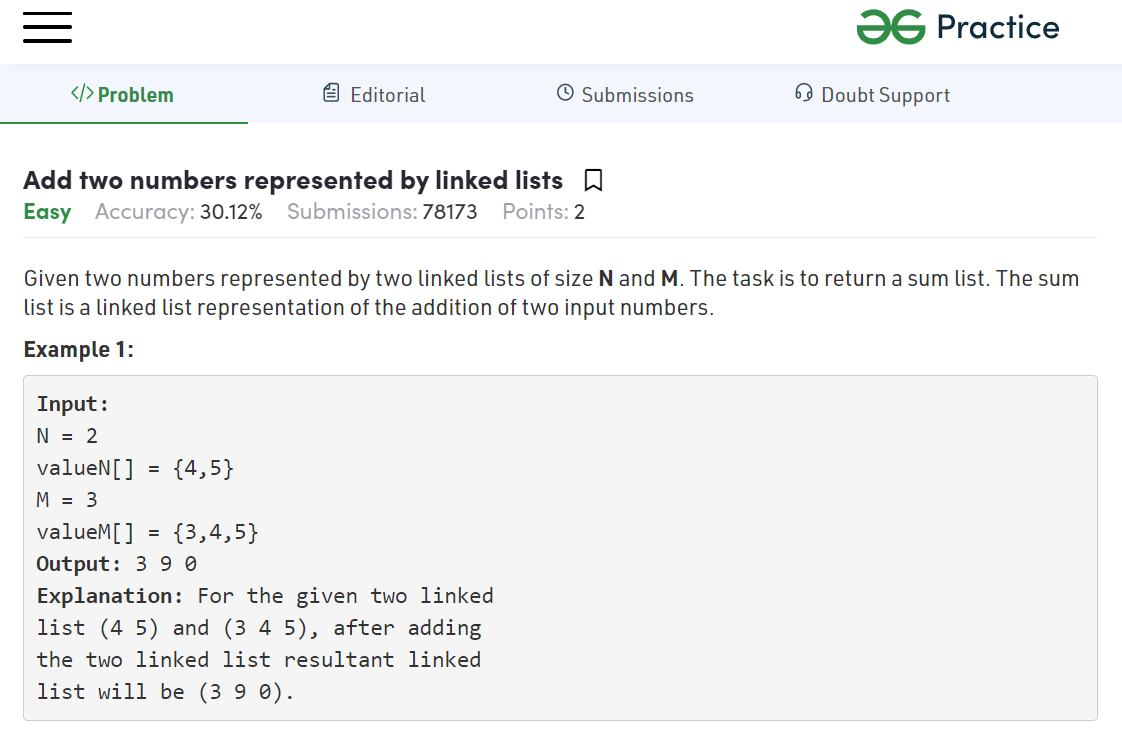 Practice
</> Problem
Editorial
Submissions
Doubt Support
Add two numbers represented by linked lists
Easy Accuracy: 30.12% Submissions: 78173 Points: 2
Given two numbers represented by two linked lists of size N and M. The task is to return a sum list. The sum
list is a linked list representation of the addition of two input numbers.
Example 1:
Input:
N = 2
valueN[] = {4,5}
M = 3
valueM[] = {3,4,5}
Output: 3 9 0
Explanation: For the given two linked
list (4 5) and (3 4 5), after adding
the two linked list resultant linked
list will be (3 9 0).